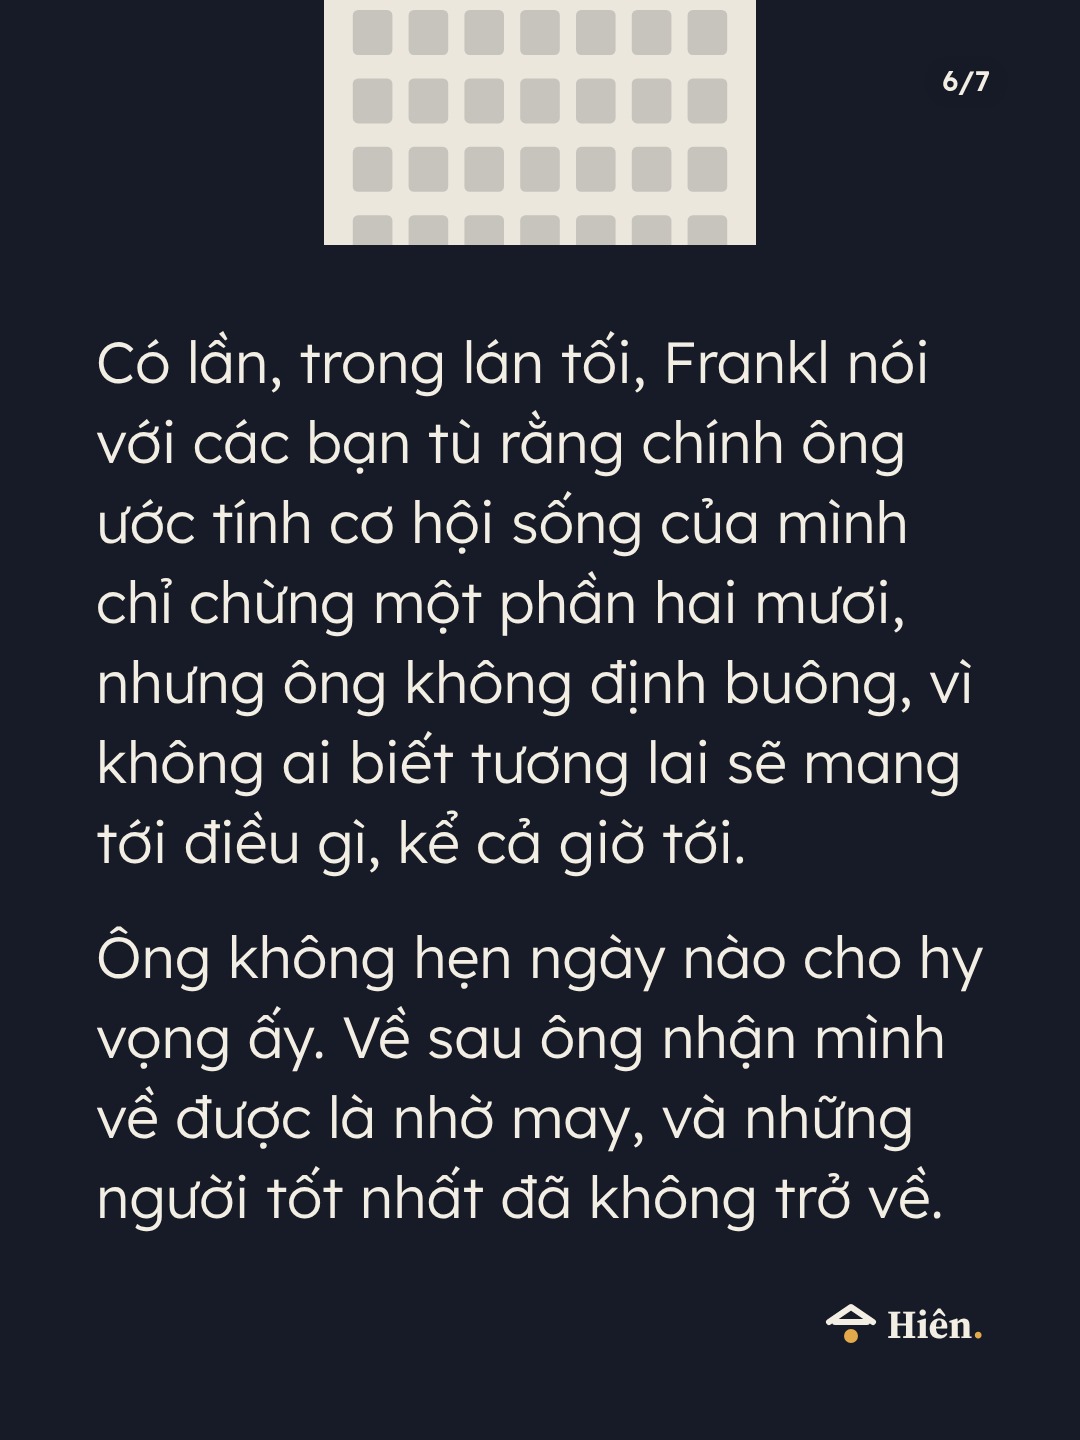 6/7
Có lần, trong lán tối, Frankl nói
với các bạn tù rằng chính ông
ước tính cơ hội sống của mình
chỉ chừng một phần hai mươi,
nhưng ông không định buông, vì
không ai biết tương lai sẽ mang
tới điều gì, kể cả giờ tới.
Ông không hẹn ngày nào cho hy
vọng ấy. Về sau ông nhận mình
về được là nhờ may, và những
người tốt nhất đã không trở về.
Hiên.